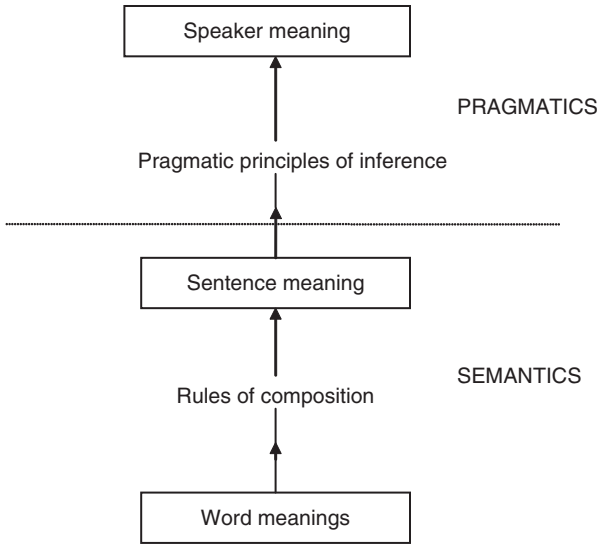 Speaker meaning
PRAGMATICS
Pragmatic principles of inference
Sentence meaning
SEMANTICS
Rules of composition
Word meanings